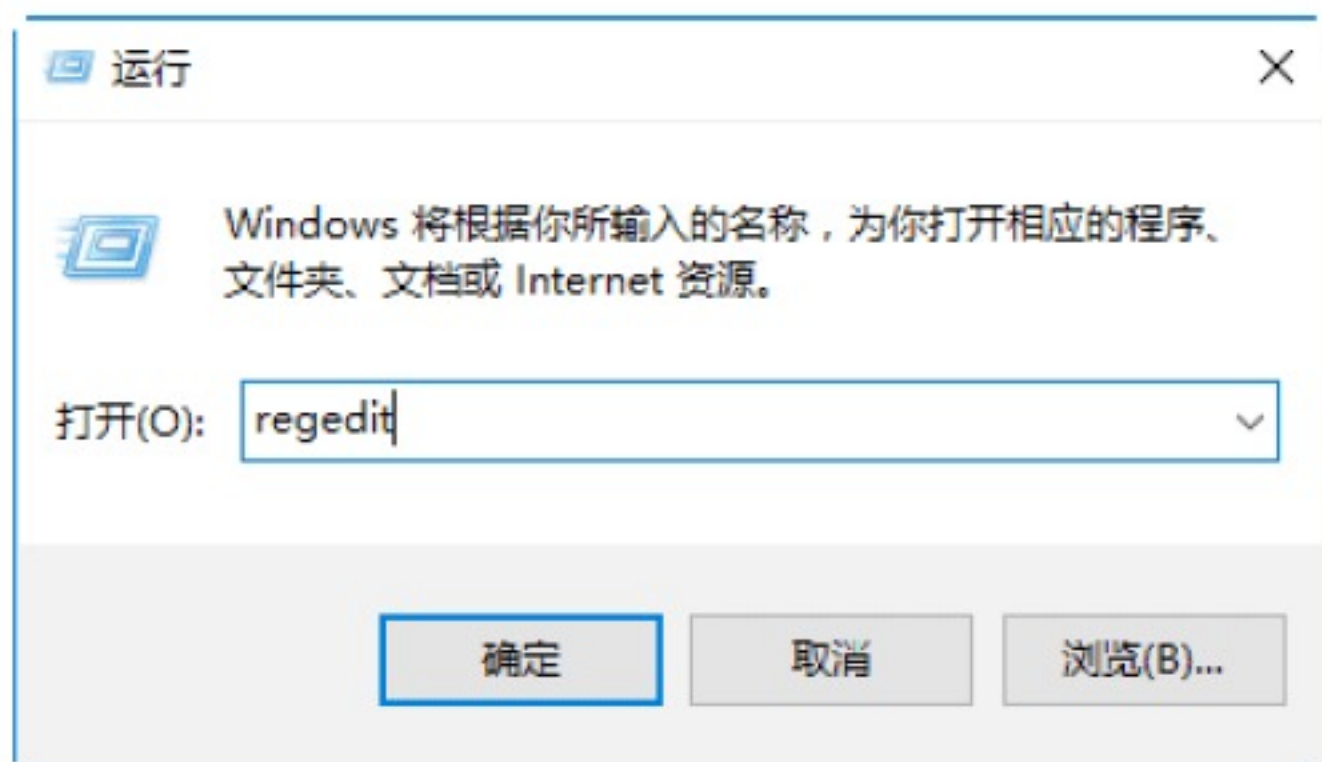 运行
Windows 将根据你所输入的名称，为你打开相应的程序、
文件夹、文档或 Internet 资源。
打开(O): regedit
确定 取消 浏览(B)...